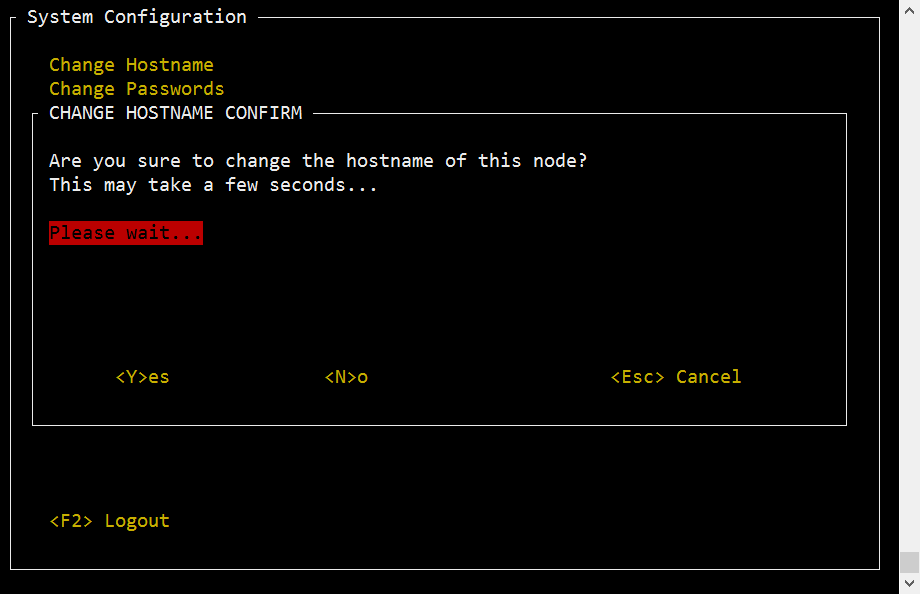 System Configuration
Change Hostname
Change Passwords
CHANGE HOSTNAME CONFIRM
Are you sure to change the hostname of this node?
This may take a few seconds...
Please wait...
<Y>es <N>o <Esc> Cancel
<F2> Logout